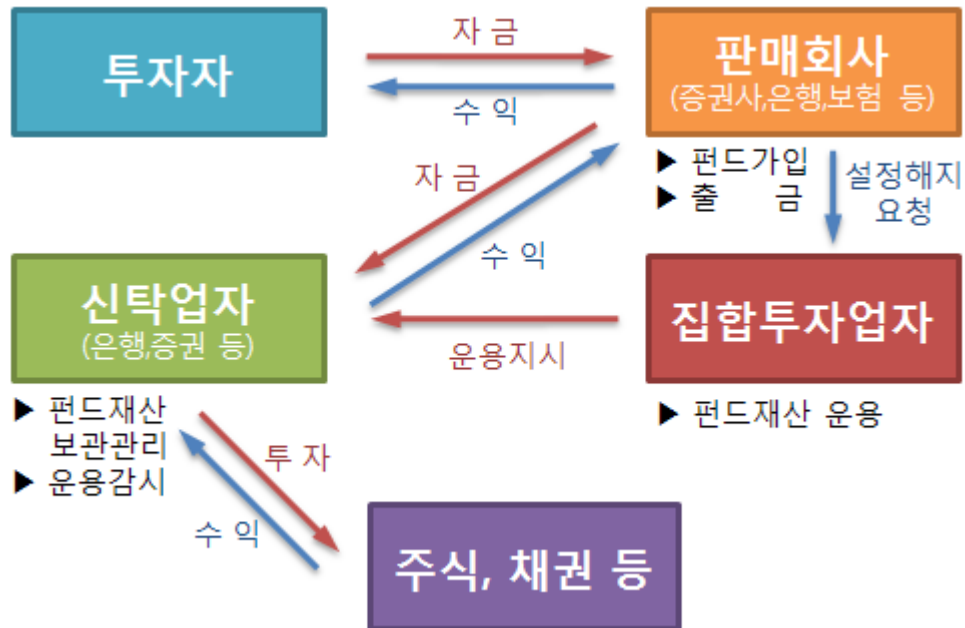 투자자
자 금
수 익
판매회사
(증권사,은행,보험 등)
▶ 펀드가입
▶ 출 금
설정해지
요청
자 금
수 익
신탁업자
(은행,증권 등)
운용지시
집합투자업자
▶ 펀드재산
보관관리
▶ 운용감시
▶ 펀드재산 운용
투 자
수 익
주식, 채권 등